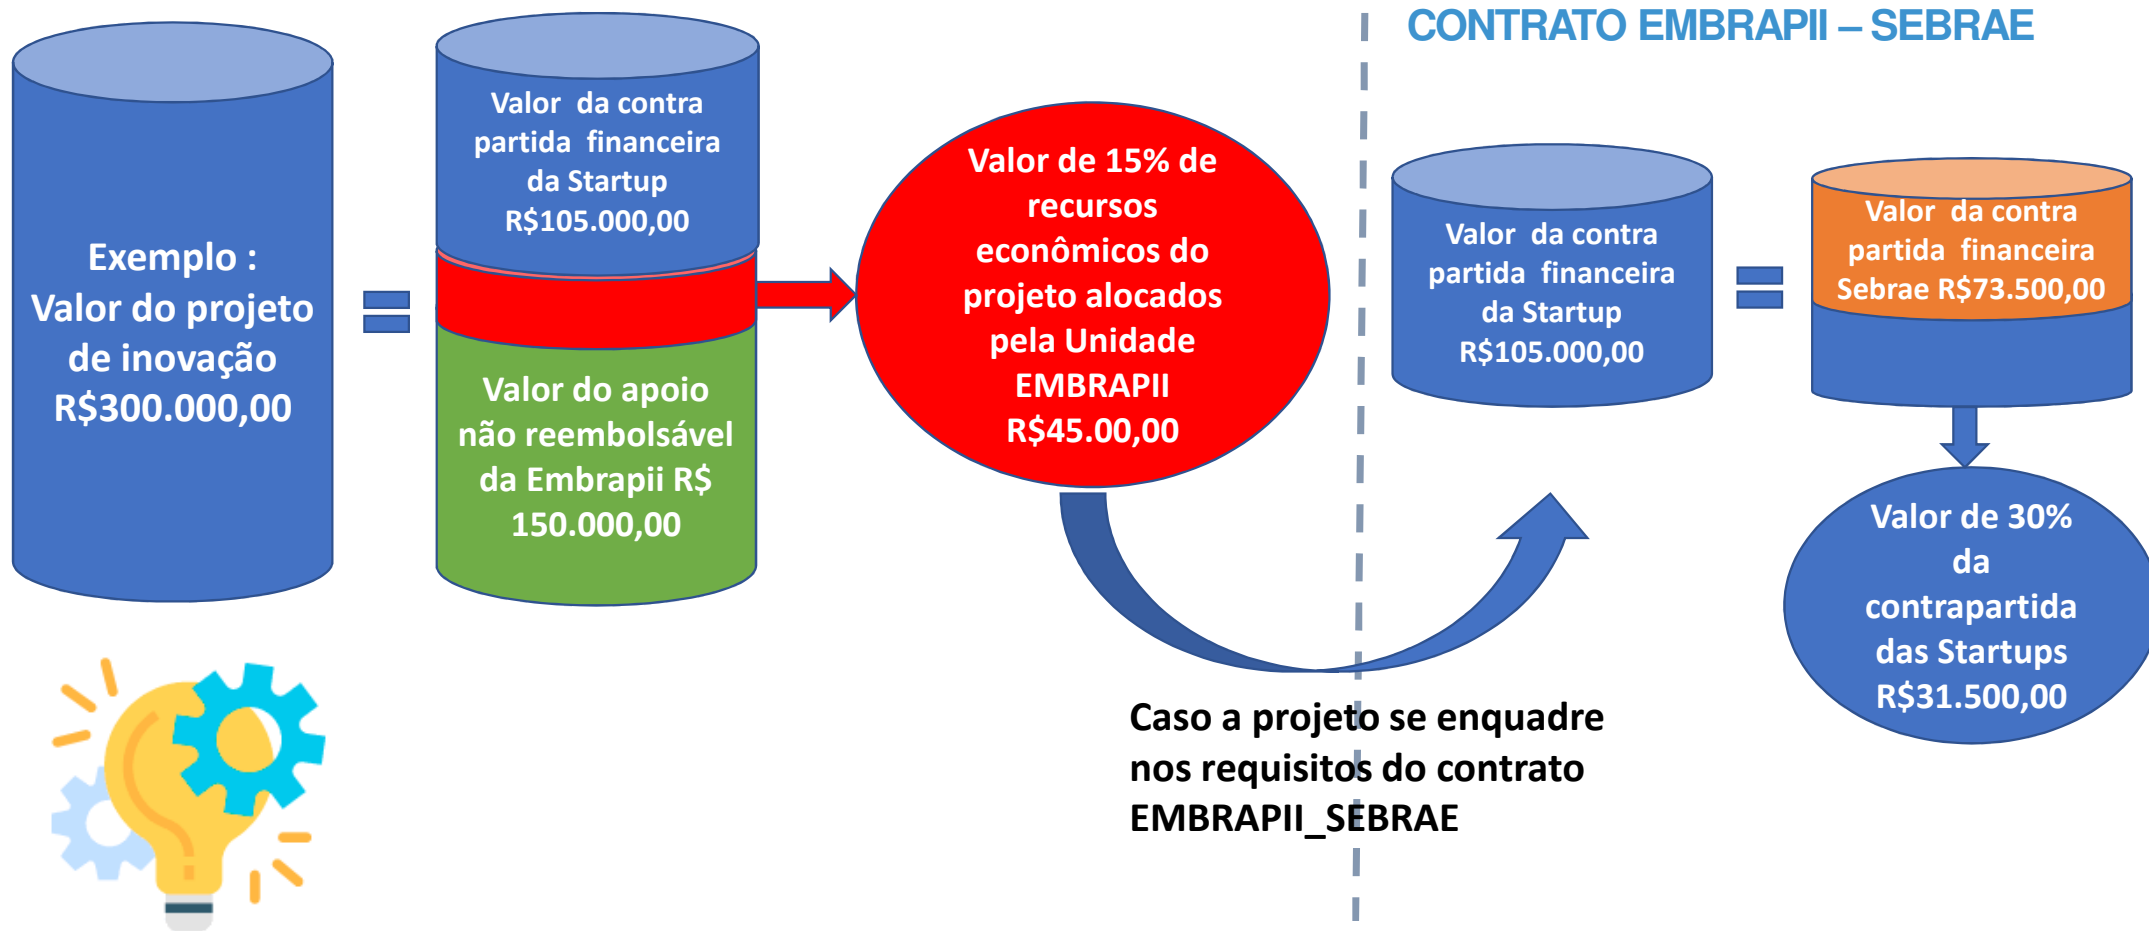 CONTRATO EMBRAPII – SEBRAE
Exemplo :
Valor do projeto
de inovação
R$300.000,00
Valor da contra
partida financeira
da Startup
R$105.000,00
Valor do apoio
não reembolsável
da Embrapii R$
150.000,00
Valor de 15% de
recursos
econômicos do
projeto alocados
pela Unidade
EMBRAPII
R$45.00,00
Caso a projeto se enquadre
nos requisitos do contrato
EMBRAPII_SEBRAE
Valor da contra
partida financeira
da Startup
R$105.000,00
Valor da contra
partida financeira
Sebrae R$73.500,00
Valor de 30%
da
contrapartida
das Startups
R$31.500,00